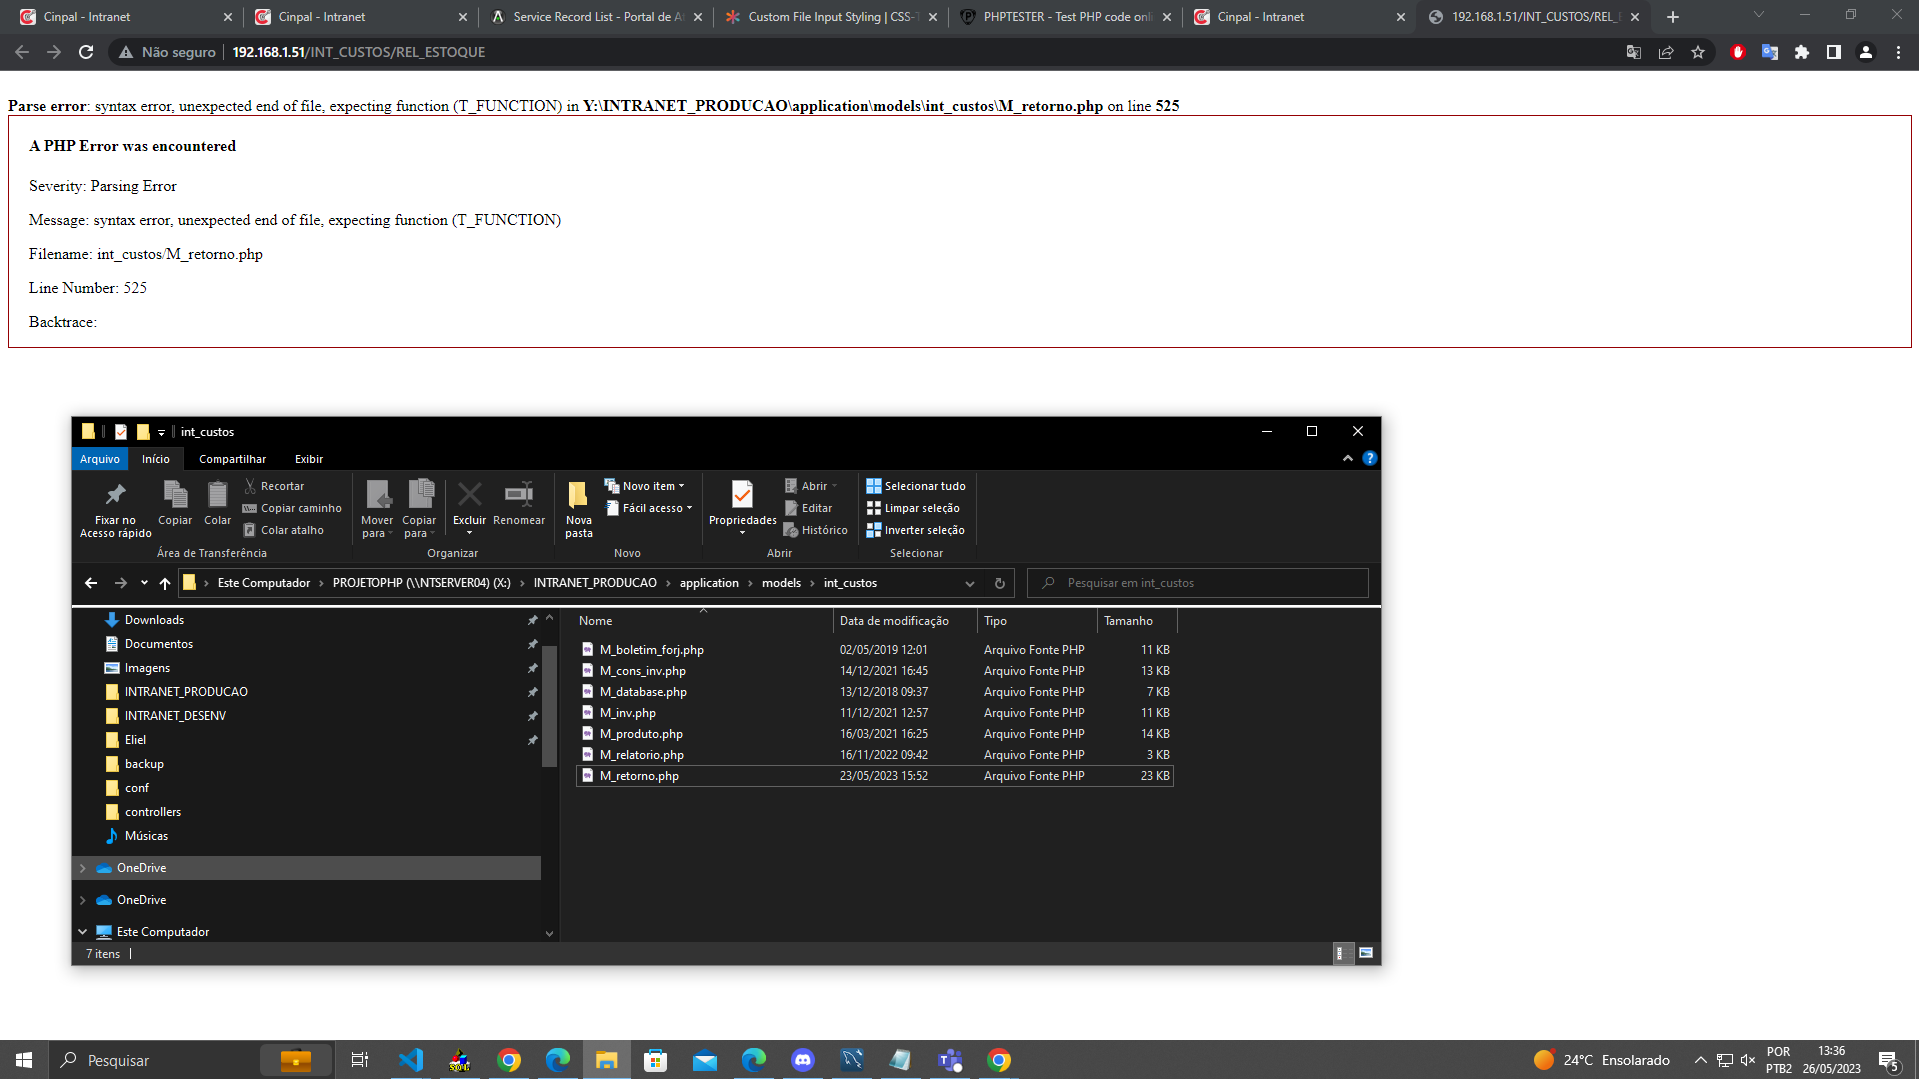 Cinpal - Intranet
Cinpal - Intranet
Service Record List - Portal de At
Custom File Input Styling | CSS-T
PHPTESTER - Test PHP code onli
Cinpal - Intranet
192.168.1.51/INT_CUSTOS/REL_E
Não seguro
192.168.1.51/INT_CUSTOS/REL_ESTOQUE
Parse error: syntax error, unexpected end of file, expecting function (T_FUNCTION) in Y:\INTRANET_PRODUCAO\application\models\int_custos\M_retorno.php on line 525
A PHP Error was encountered
Severity: Parsing Error
Message: syntax error, unexpected end of file, expecting function (T_FUNCTION)
Filename: int_custos/M_retorno.php
Line Number: 525
Backtrace:
int_custos
Arquivo
Início
Compartilhar
Exibir
Fixar no
Acesso rápido
Copiar
Colar
Recortar
Copiar caminho
Colar atalho
Área de Transferência
Mover
para
Copiar
para
Excluir
Renomear
Organizar
Nova
pasta
Novo item
Fácil acesso
Novo
Propriedades
Abrir
Editar
Histórico
Abrir
Selecionar tudo
Limpar seleção
Inverter seleção
Selecionar
Este Computador
PROJETOPHP (\\NTSERVER04) (X:)
INTRANET_PRODUCAO
application
models
int_custos
Pesquisar em int_custos
Downloads
Documentos
Imagens
INTRANET_PRODUCAO
INTRANET_DESENV
Eliel
backup
conf
controllers
Músicas
OneDrive
OneDrive
Este Computador
Nome Data de modificação Tipo Tamanho
M_boletim_forj.php 02/05/2019 12:01 Arquivo Fonte PHP 11 KB
M_cons_inv.php 14/12/2021 16:45 Arquivo Fonte PHP 13 KB
M_database.php 13/12/2018 09:37 Arquivo Fonte PHP 7 KB
M_inv.php 11/12/2021 12:57 Arquivo Fonte PHP 11 KB
M_produto.php 16/03/2021 16:25 Arquivo Fonte PHP 14 KB
M_relatorio.php 16/11/2022 09:42 Arquivo Fonte PHP 3 KB
M_retorno.php 23/05/2023 15:52 Arquivo Fonte PHP 23 KB
7 itens
Pesquisar
24°C Ensolarado
POR
PTB2
13:36
26/05/2023
5